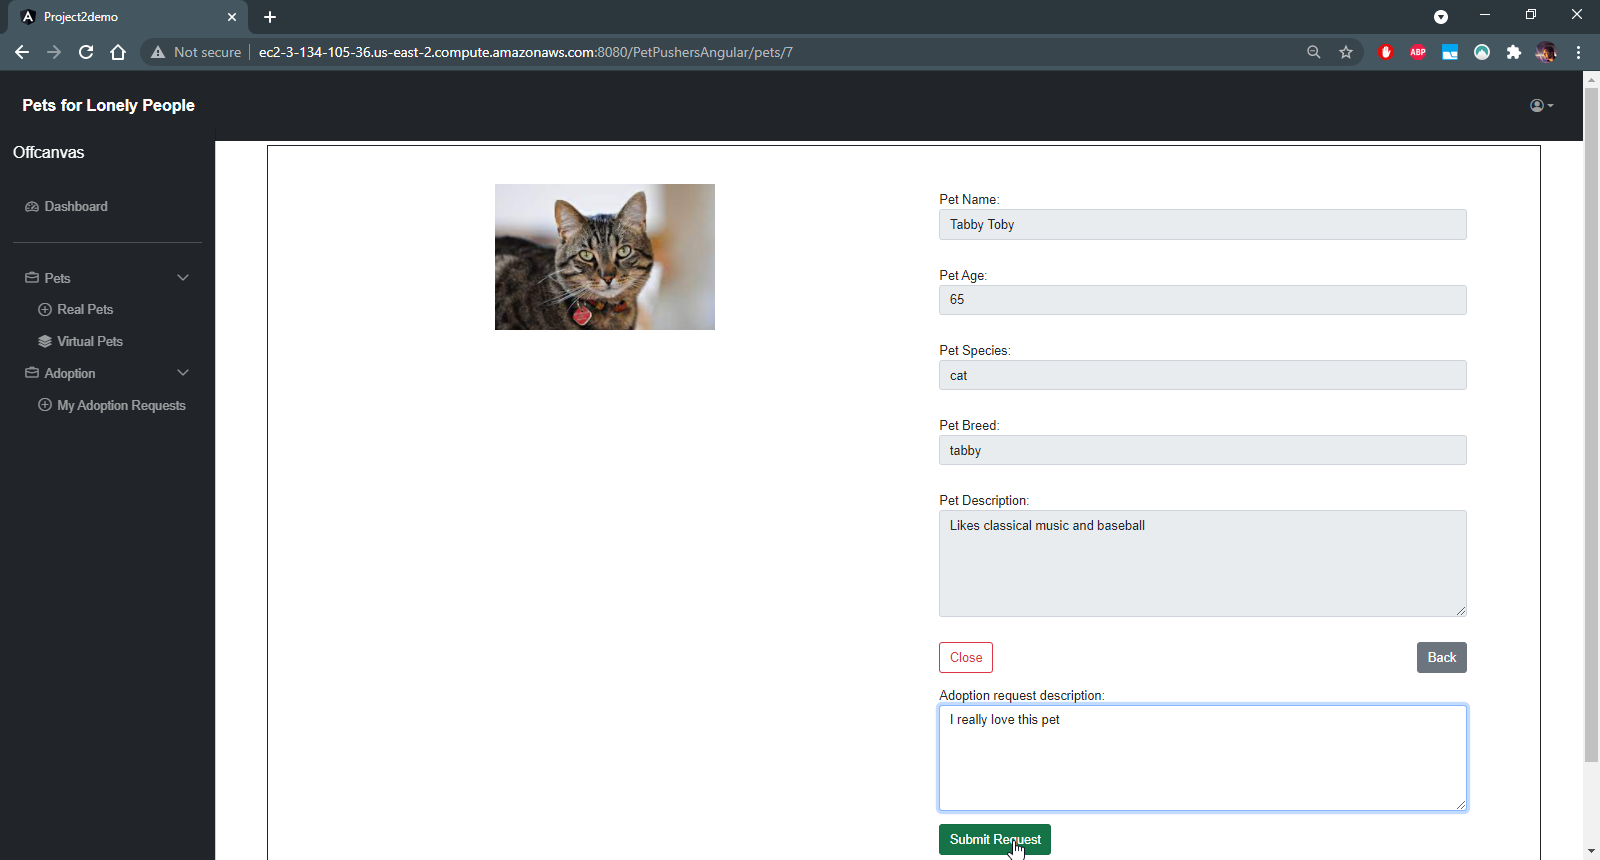 Project2demo
Not secure
ec2-3-134-105-36.us-east-2.compute.amazonaws.com:8080/PetPushersAngular/pets/7
ABP
Pets for Lonely People
Offcanvas
Dashboard
Pets
Real Pets
Virtual Pets
Adoption
My Adoption Requests
Pet Name:
Tabby Toby
Pet Age:
65
Pet Species:
cat
Pet Breed:
tabby
Pet Description:
Likes classical music and baseball
Close
Back
Adoption request description:
I really love this pet
Submit Request